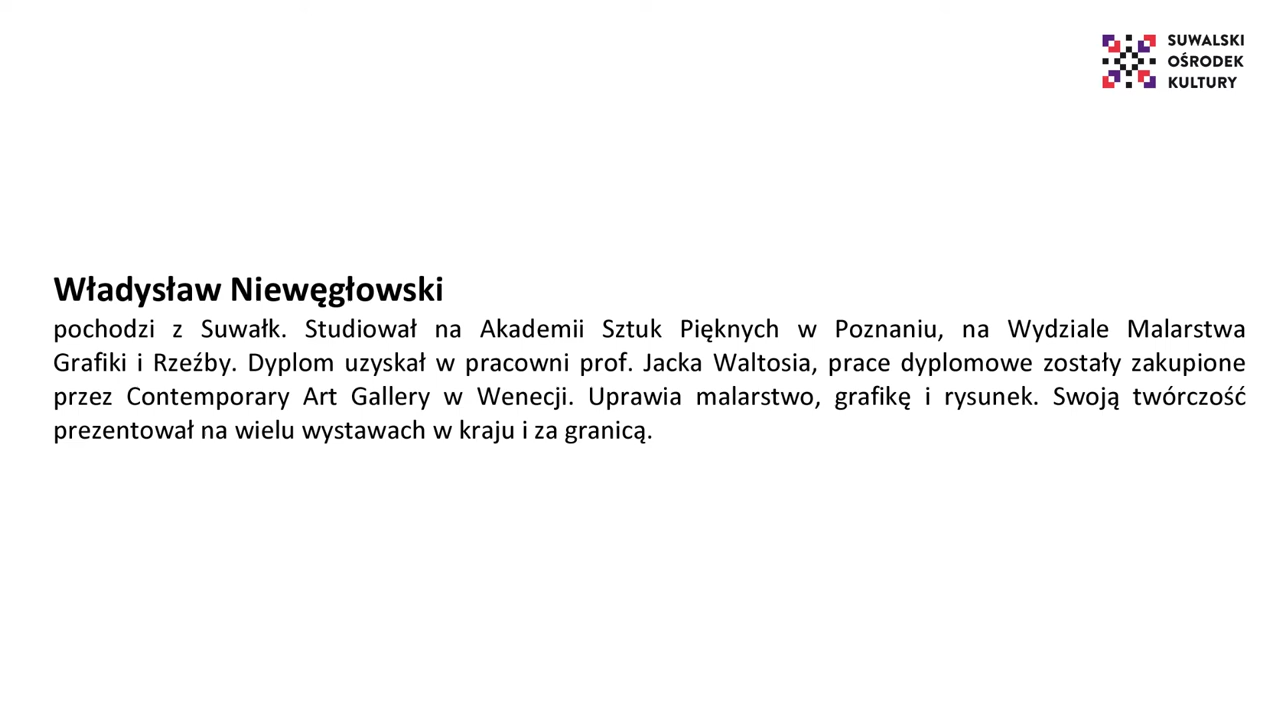 SUWALSKI
OŚRODEK
KULTURY
Władysław Niewęgłowski
pochodzi z Suwałk. Studiował na Akademii Sztuk Pięknych w Poznaniu, na Wydziale Malarstwa
Grafiki i Rzeźby. Dyplom uzyskał w pracowni prof. Jacka Waltosia, prace dyplomowe zostały zakupione
przez Contemporary Art Gallery w Wenecji. Uprawia malarstwo, grafikę i rysunek. Swoją twórczość
prezentował na wielu wystawach w kraju i za granicą.